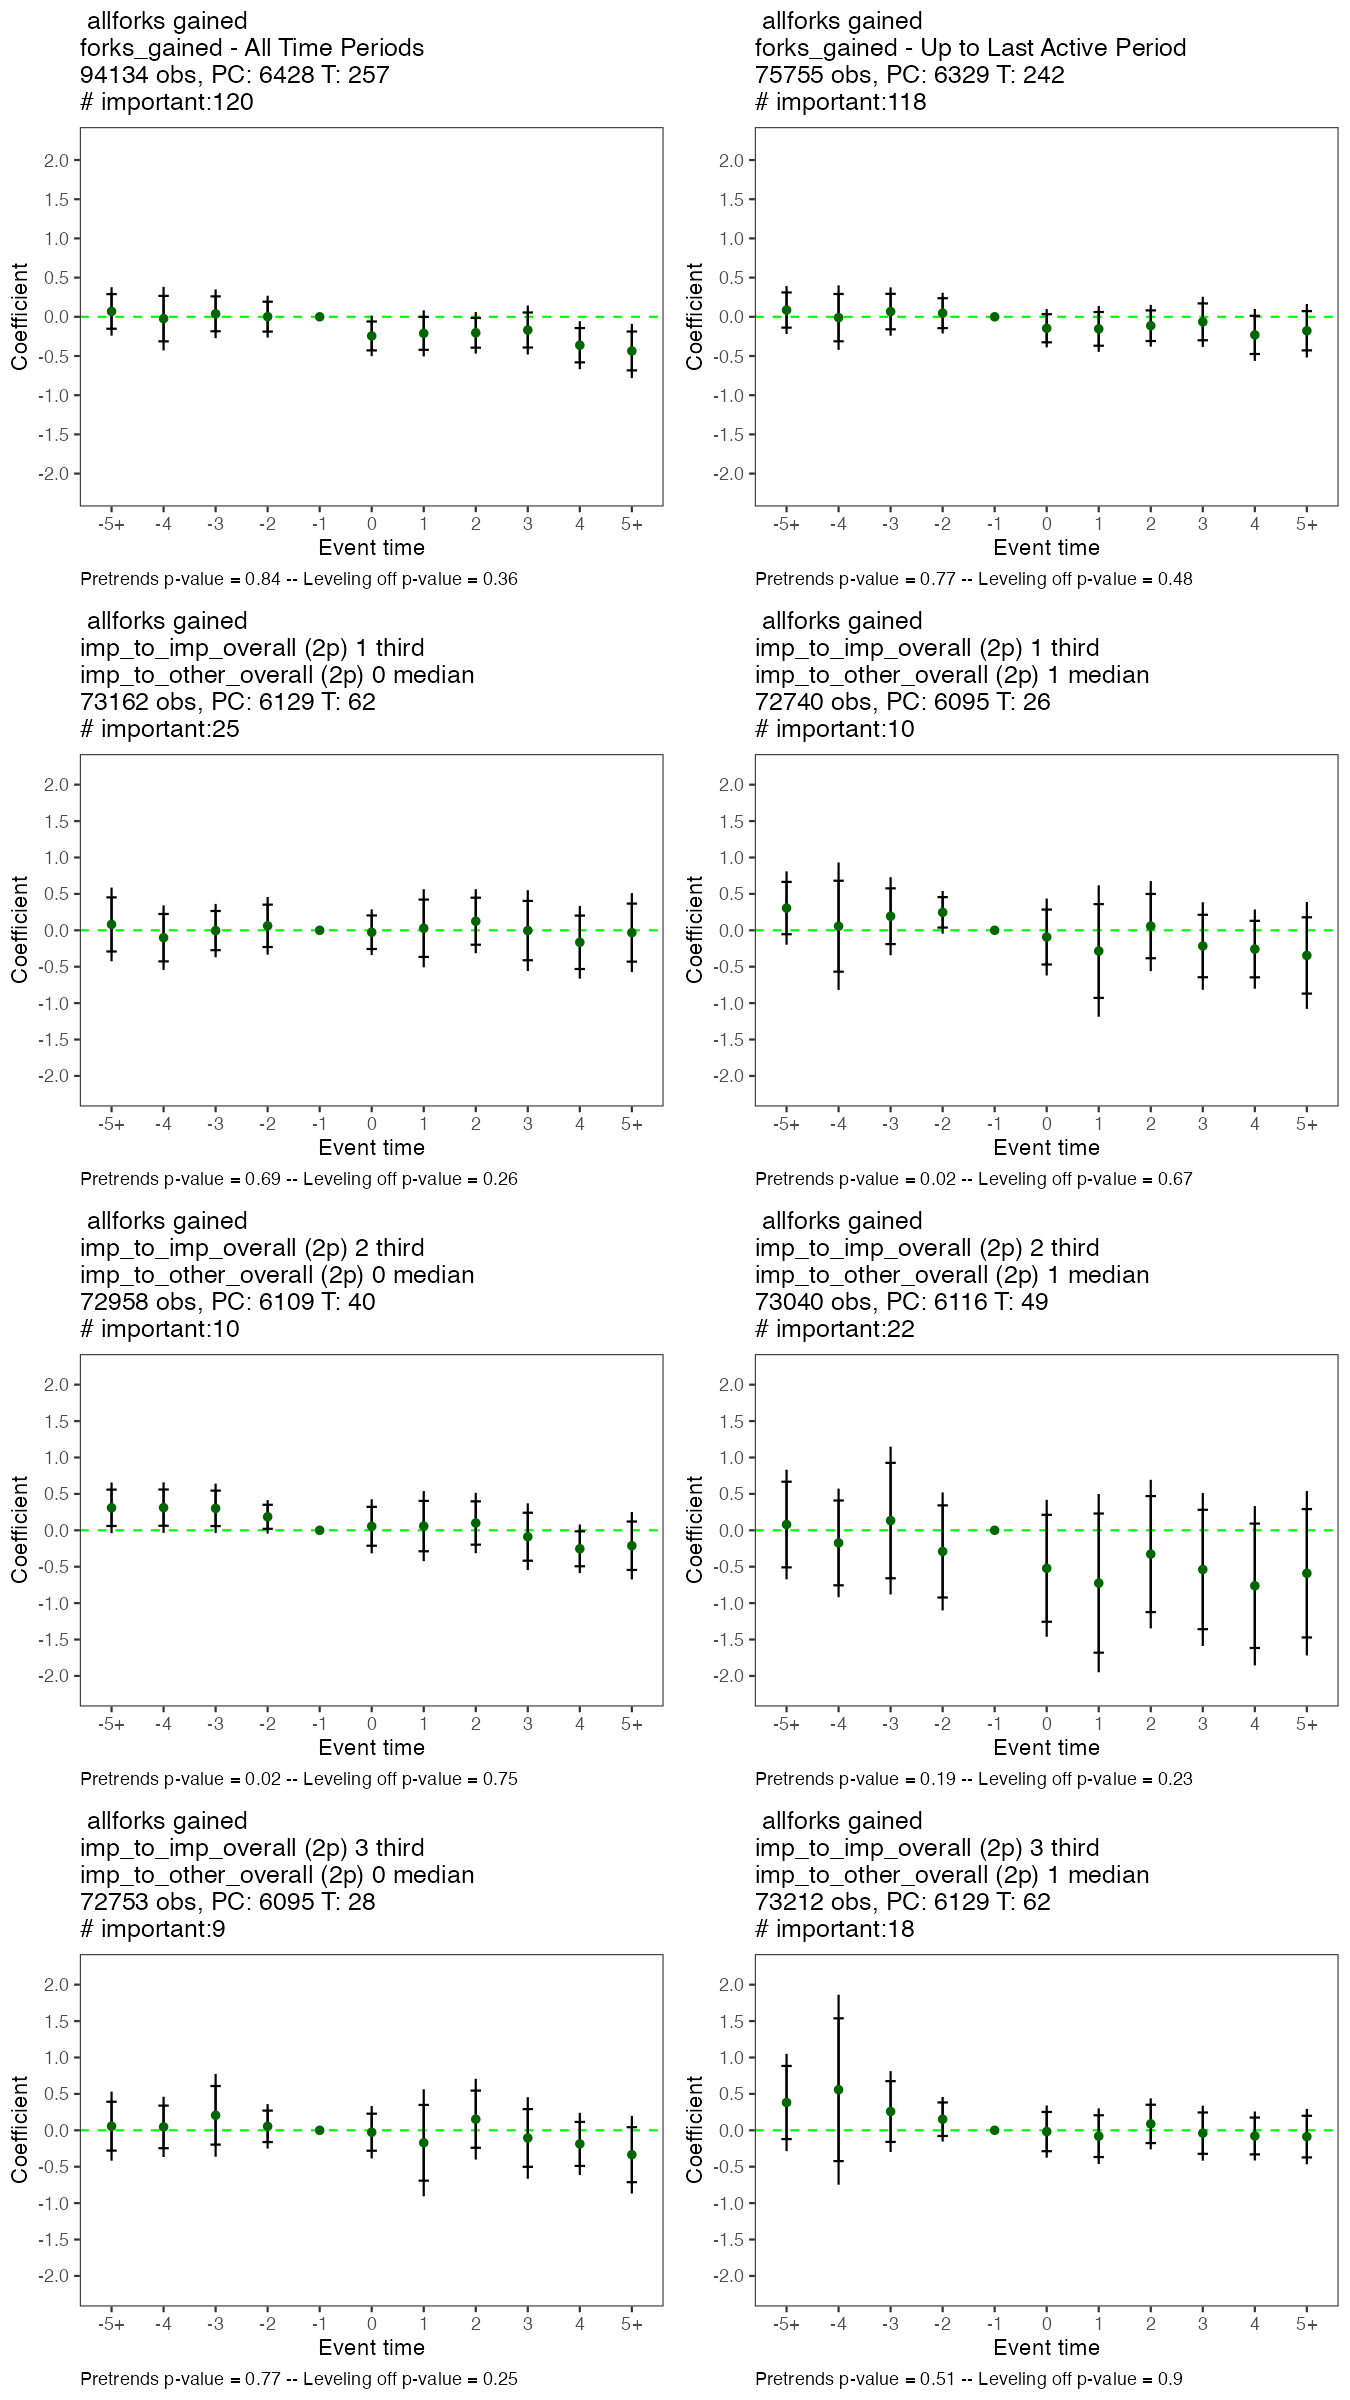 allforks gained
forks_gained - All Time Periods
94134 obs, PC: 6428 T: 257
# important:120
2.0
1.5
1.0
0.5
0.0
-0.5
-1.0
-1.5
-2.0
Coefficient
-5+ -4 -3 -2 -1 0 1 2 3 4 5+
Event time
Pretrends p-value = 0.84 -- Leveling off p-value = 0.36
allforks gained
forks_gained - Up to Last Active Period
75755 obs, PC: 6329 T: 242
# important:118
2.0
1.5
1.0
0.5
0.0
-0.5
-1.0
-1.5
-2.0
Coefficient
-5+ -4 -3 -2 -1 0 1 2 3 4 5+
Event time
Pretrends p-value = 0.77 -- Leveling off p-value = 0.48
allforks gained
imp_to_imp_overall (2p) 1 third
imp_to_other_overall (2p) 0 median
73162 obs, PC: 6129 T: 62
# important:25
2.0
1.5
1.0
0.5
0.0
-0.5
-1.0
-1.5
-2.0
Coefficient
-5+ -4 -3 -2 -1 0 1 2 3 4 5+
Event time
Pretrends p-value = 0.69 -- Leveling off p-value = 0.26
allforks gained
imp_to_imp_overall (2p) 1 third
imp_to_other_overall (2p) 1 median
72740 obs, PC: 6095 T: 26
# important:10
2.0
1.5
1.0
0.5
0.0
-0.5
-1.0
-1.5
-2.0
Coefficient
-5+ -4 -3 -2 -1 0 1 2 3 4 5+
Event time
Pretrends p-value = 0.02 -- Leveling off p-value = 0.67
allforks gained
imp_to_imp_overall (2p) 2 third
imp_to_other_overall (2p) 0 median
72958 obs, PC: 6109 T: 40
# important:10
2.0
1.5
1.0
0.5
0.0
-0.5
-1.0
-1.5
-2.0
Coefficient
-5+ -4 -3 -2 -1 0 1 2 3 4 5+
Event time
Pretrends p-value = 0.02 -- Leveling off p-value = 0.75
allforks gained
imp_to_imp_overall (2p) 2 third
imp_to_other_overall (2p) 1 median
73040 obs, PC: 6116 T: 49
# important:22
2.0
1.5
1.0
0.5
0.0
-0.5
-1.0
-1.5
-2.0
Coefficient
-5+ -4 -3 -2 -1 0 1 2 3 4 5+
Event time
Pretrends p-value = 0.19 -- Leveling off p-value = 0.23
allforks gained
imp_to_imp_overall (2p) 3 third
imp_to_other_overall (2p) 0 median
72753 obs, PC: 6095 T: 28
# important:9
2.0
1.5
1.0
0.5
0.0
-0.5
-1.0
-1.5
-2.0
Coefficient
-5+ -4 -3 -2 -1 0 1 2 3 4 5+
Event time
Pretrends p-value = 0.77 -- Leveling off p-value = 0.25
allforks gained
imp_to_imp_overall (2p) 3 third
imp_to_other_overall (2p) 1 median
73212 obs, PC: 6129 T: 62
# important:18
2.0
1.5
1.0
0.5
0.0
-0.5
-1.0
-1.5
-2.0
Coefficient
-5+ -4 -3 -2 -1 0 1 2 3 4 5+
Event time
Pretrends p-value = 0.51 -- Leveling off p-value = 0.9